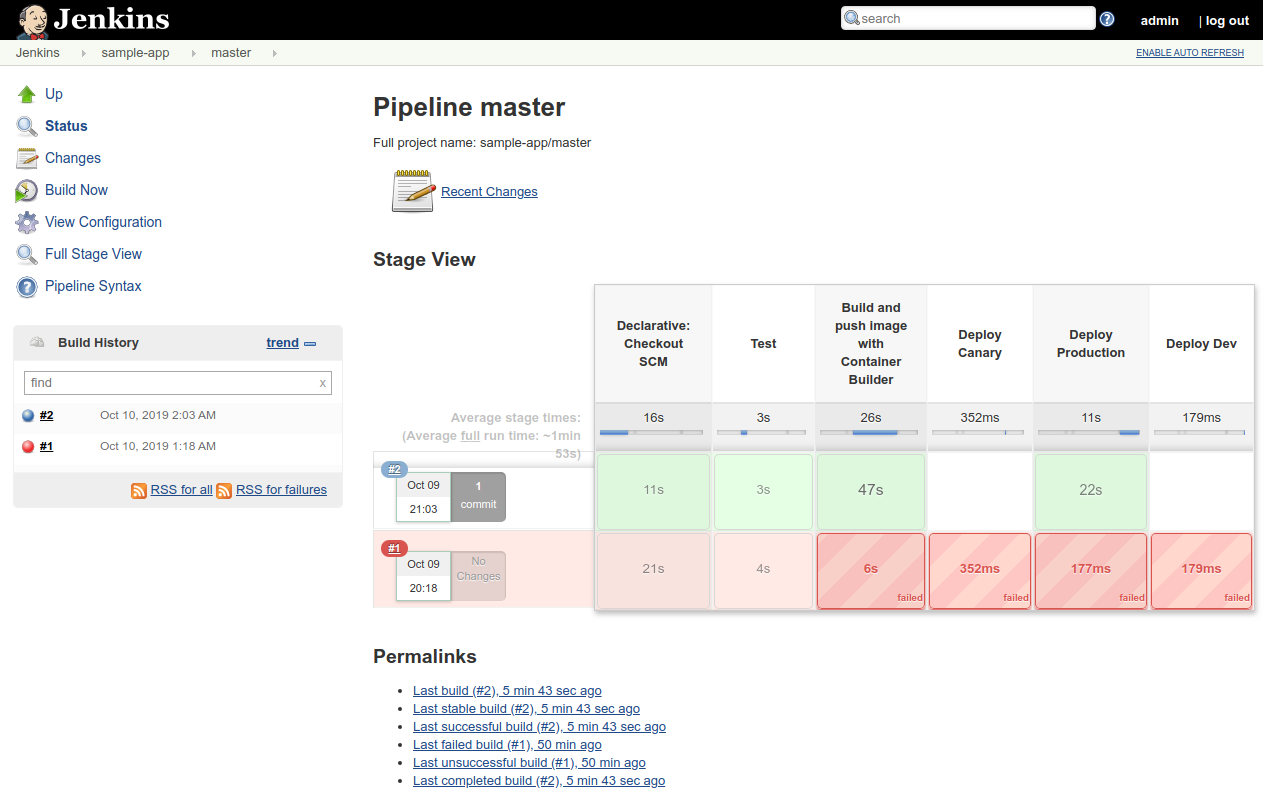 Jenkins
search
?
admin
| log out
Jenkins
sample-app
master
ENABLE AUTO REFRESH
Up
Status
Changes
Build Now
View Configuration
Full Stage View
Pipeline Syntax
Build History
trend
find
x
#2
Oct 10, 2019 2:03 AM
#1
Oct 10, 2019 1:18 AM
RSS for all
RSS for failures
Pipeline master
Full project name: sample-app/master
Recent Changes
Stage View
Declarative:
Checkout
SCM
Test
Build and
push image
with
Container
Builder
Deploy
Canary
Deploy
Production
Deploy Dev
Average stage times:
(Average full run time: ~1min
53s)
16s
3s
26s
352ms
11s
179ms
#2
Oct 09
21:03
1
commit
11s
3s
47s
22s
#1
Oct 09
20:18
No
Changes
21s
4s
6s
failed
352ms
failed
177ms
failed
179ms
failed
Permalinks
Last build (#2), 5 min 43 sec ago
Last stable build (#2), 5 min 43 sec ago
Last successful build (#2), 5 min 43 sec ago
Last failed build (#1), 50 min ago
Last unsuccessful build (#1), 50 min ago
Last completed build (#2), 5 min 43 sec ago